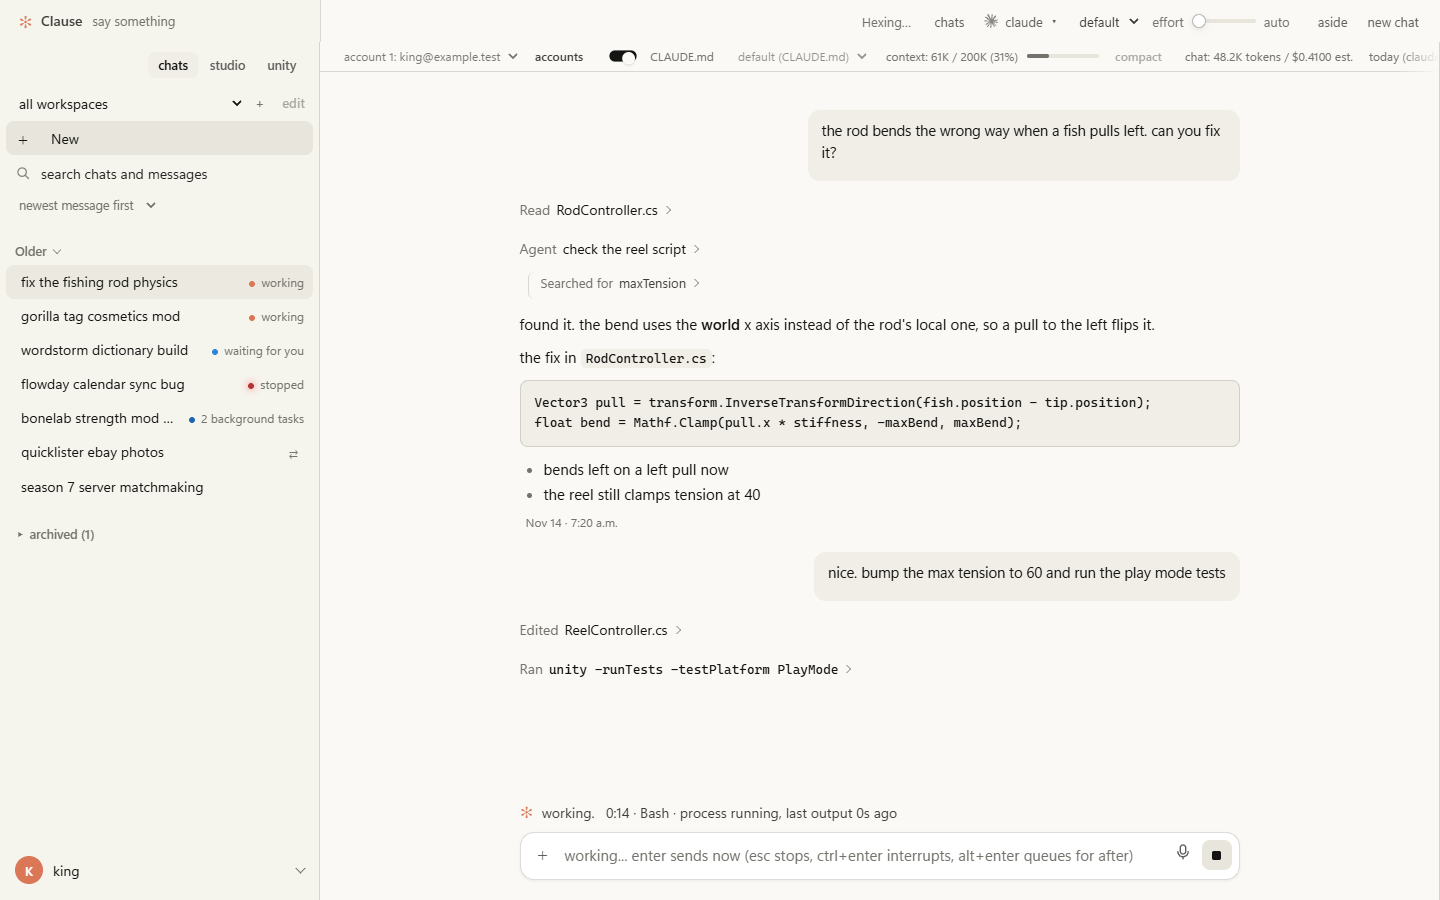 Clause say something
Hexing... chats claude default effort auto aside new chat
chats studio unity
account 1: king@example.test accounts CLAUDE.md default (CLAUDE.md) context: 61K / 200K (31%) compact chat: 48.2K tokens / $0.4100 est. today (claud
all workspaces + edit
+ New
search chats and messages
newest message first
Older
fix the fishing rod physics working
gorilla tag cosmetics mod working
wordstorm dictionary build waiting for you
flowday calendar sync bug stopped
bonelab strength mod ... 2 background tasks
quicklister ebay photos
season 7 server matchmaking
archived (1)
K king
the rod bends the wrong way when a fish pulls left. can you fix
it?
Read RodController.cs
Agent check the reel script
Searched for maxTension
found it. the bend uses the world x axis instead of the rod's local one, so a pull to the left flips it.
the fix in RodController.cs:
Vector3 pull = transform.InverseTransformDirection(fish.position - tip.position);
float bend = Mathf.Clamp(pull.x * stiffness, -maxBend, maxBend);
• bends left on a left pull now
• the reel still clamps tension at 40
Nov 14 · 7:20 a.m.
nice. bump the max tension to 60 and run the play mode tests
Edited ReelController.cs
Ran unity -runTests -testPlatform PlayMode
working. 0:14 · Bash · process running, last output 0s ago
+ working... enter sends now (esc stops, ctrl+enter interrupts, alt+enter queues for after)